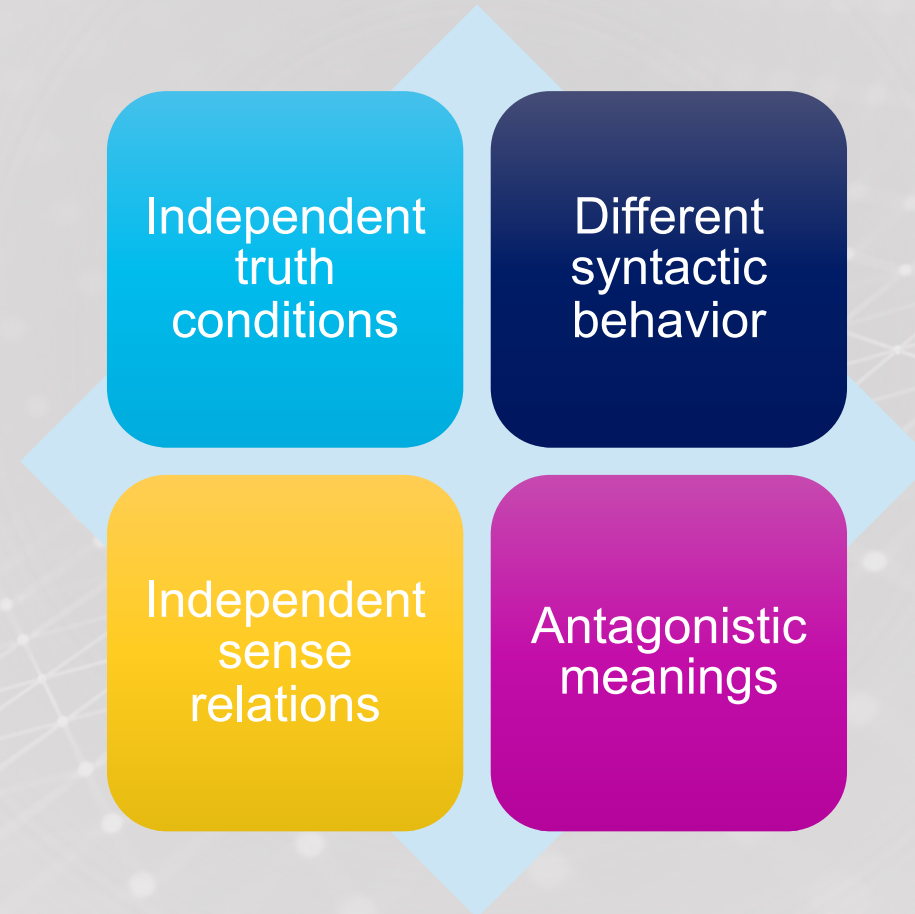 Independent
truth
conditions
Different
syntactic
behavior
Independent
sense
relations
Antagonistic
meanings